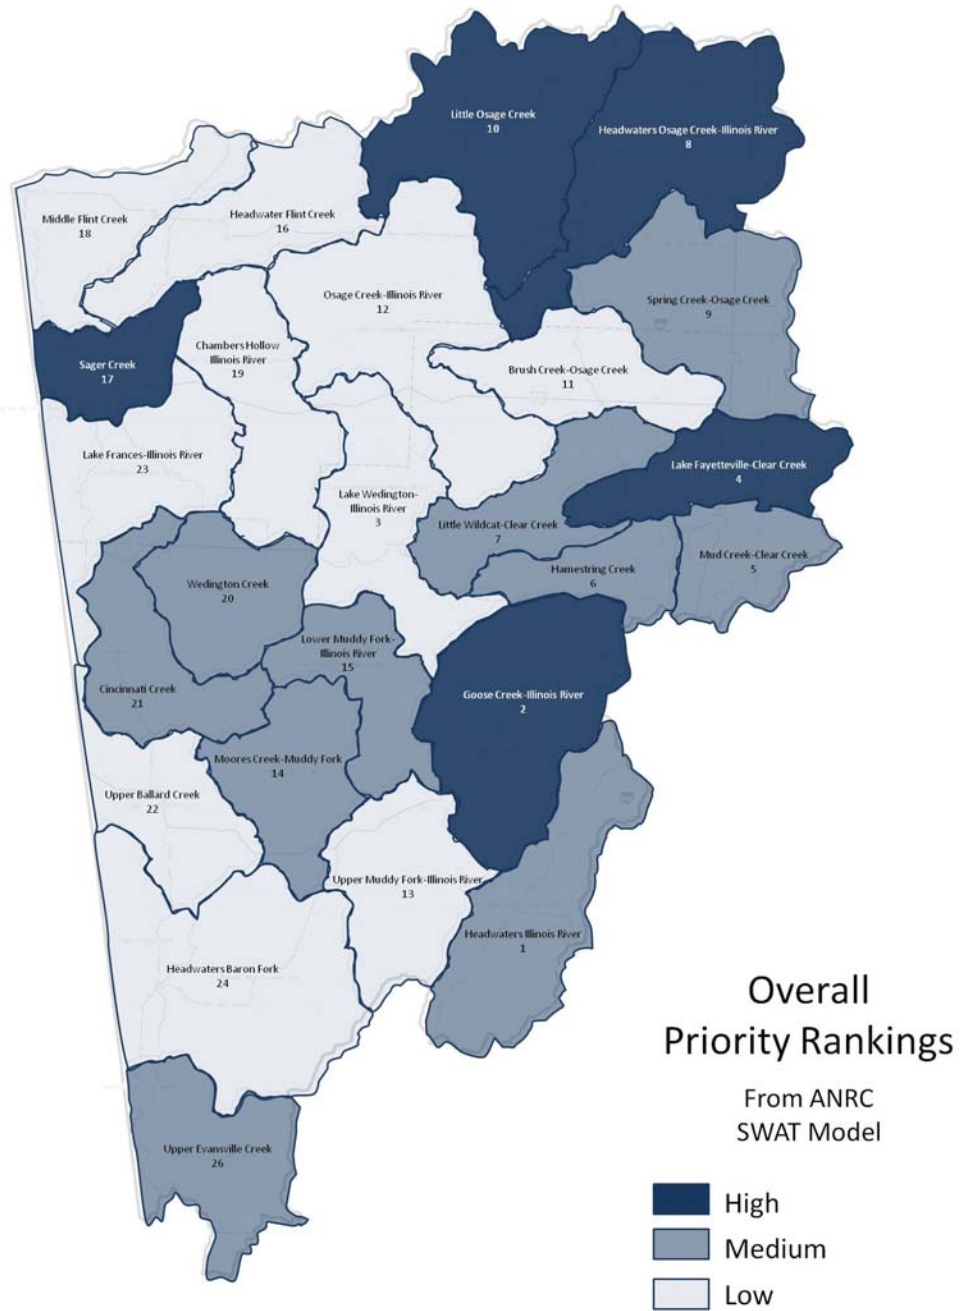 Little Osage Creek
10
Headwaters Osage Creek-Illinois River
8
Middle Flint Creek
18
Headwater Flint Creek
16
Osage Creek-Illinois River
12
Spring Creek-Osage Creek
9
Sager Creek
17
Chambers Hollow
Illinois River
19
Brush Creek-Osage Creek
11
Lake Frances-Illinois River
23
Lake Fayetteville-Clear Creek
4
Lake Wedington-
Illinois River
3
Little Wildcat-Clear Creek
7
Mud Creek-Clear Creek
5
Hamestring Creek
6
Wedington Creek
20
Lower Muddy Fork-
Illinois River
15
Cincinnati Creek
21
Goose Creek-Illinois River
2
Moores Creek-Muddy Fork
14
Upper Ballard Creek
22
Upper Muddy Fork-Illinois River
13
Headwaters Illinois River
1
Headwaters Baron Fork
24
Upper Evansville Creek
26
Overall
Priority Rankings
From ANRC
SWAT Model
High
Medium
Low